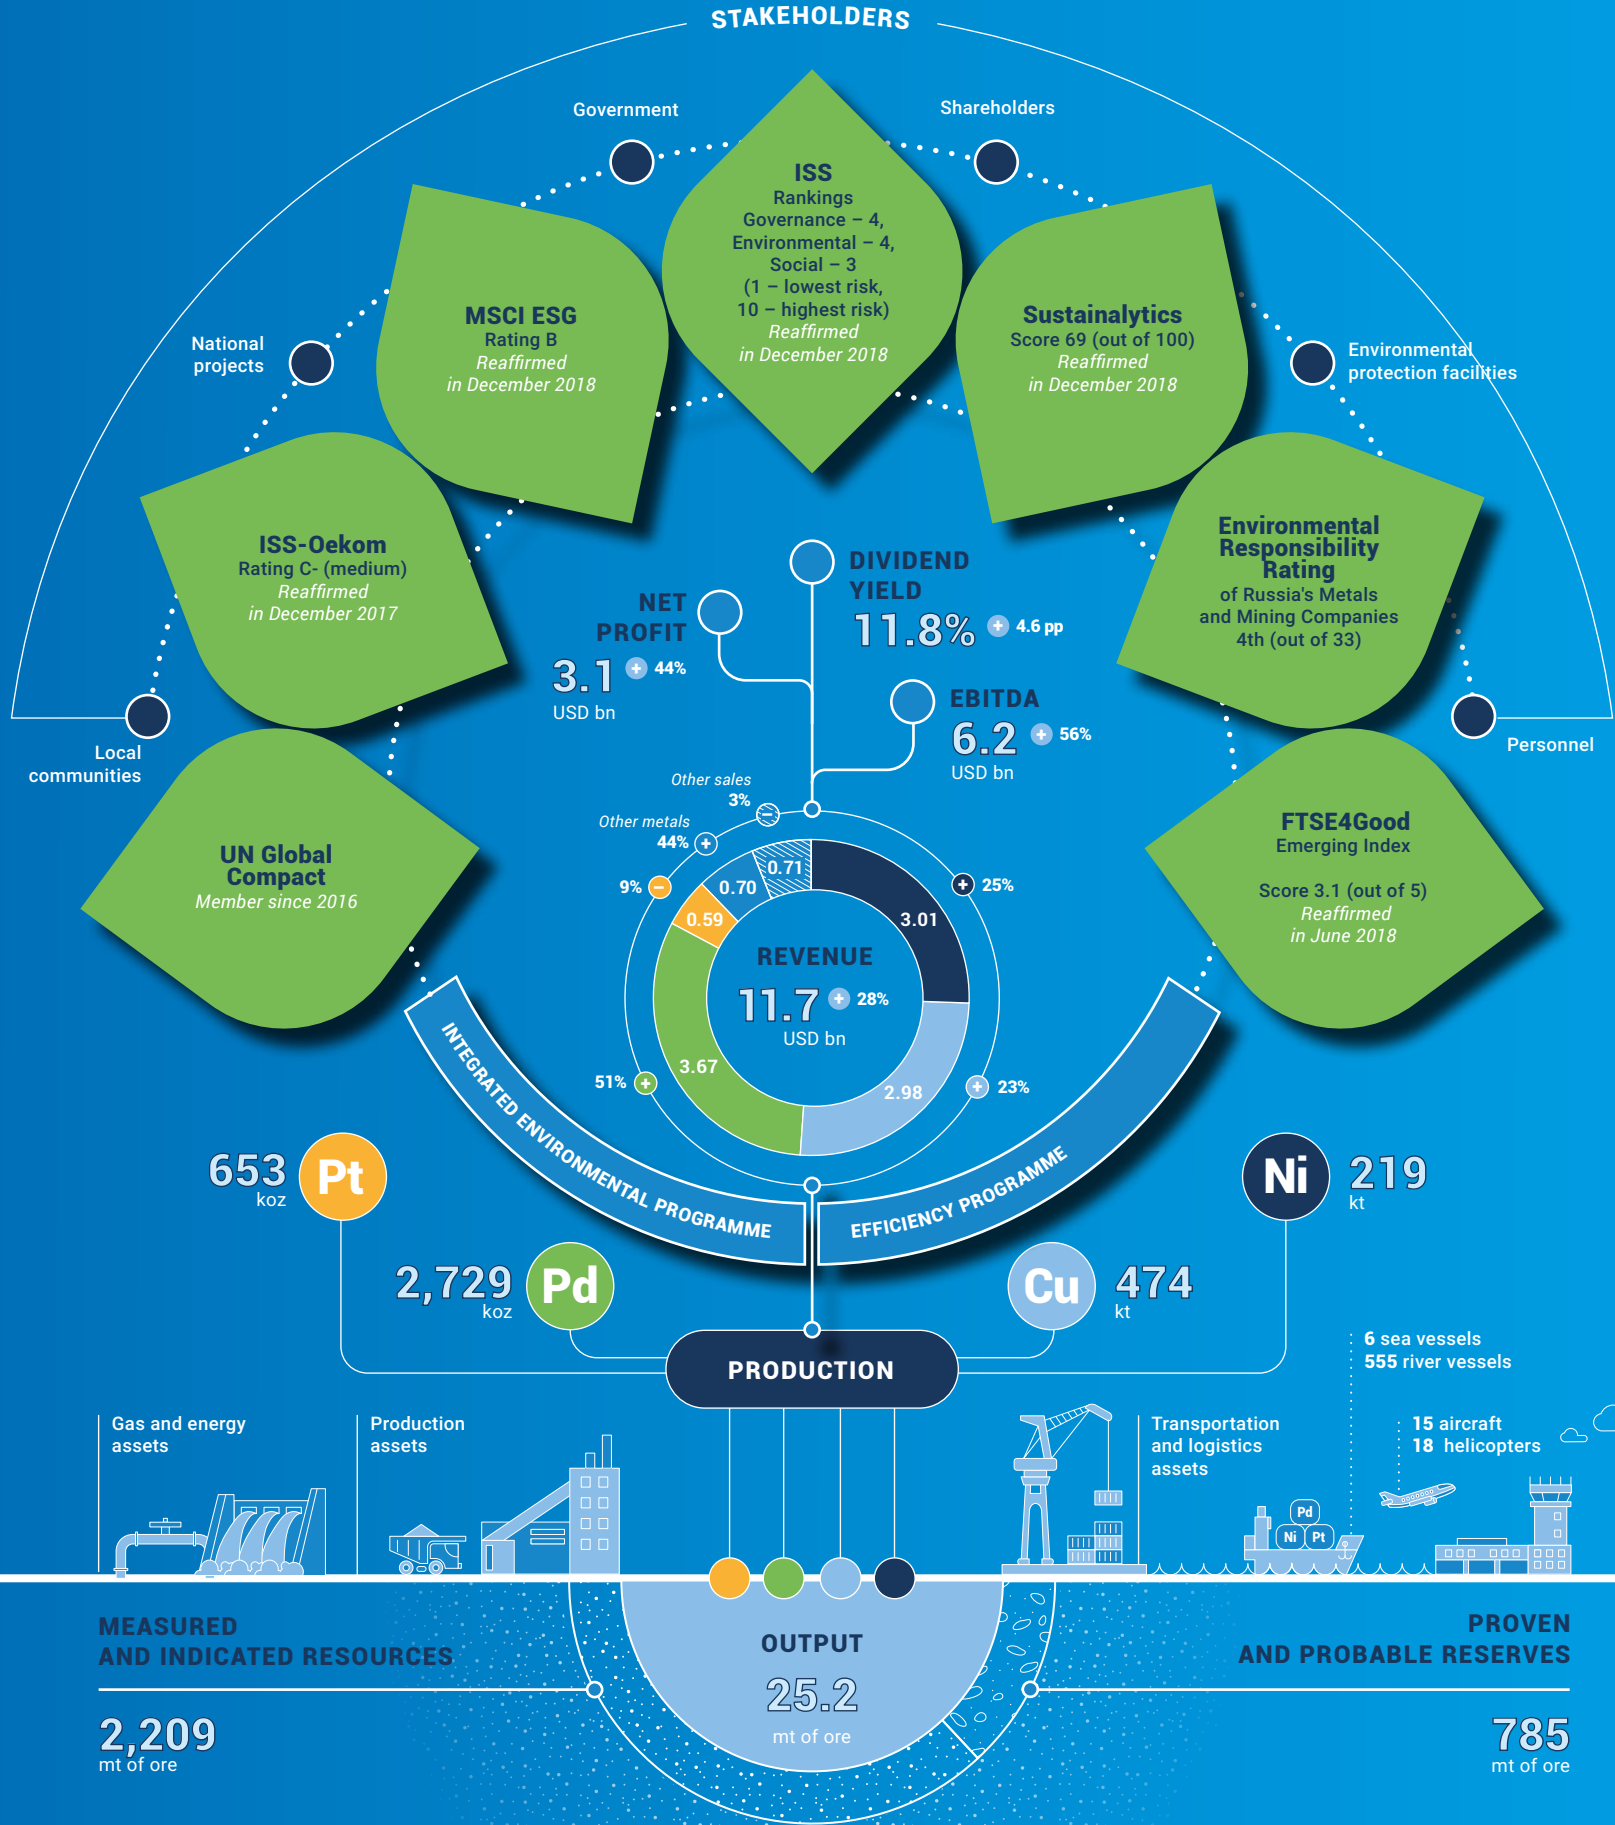 STAKEHOLDERS
Government
Shareholders
National
projects
Environmental
protection facilities
Local
communities
Personnel
ISS
Rankings
Governance – 4,
Environmental – 4,
Social – 3
(1 – lowest risk,
10 – highest risk)
Reaffirmed
in December 2018
MSCI ESG
Rating B
Reaffirmed
in December 2018
Sustainalytics
Score 69 (out of 100)
Reaffirmed
in December 2018
ISS-Oekom
Rating C- (medium)
Reaffirmed
in December 2017
Environmental
Responsibility
Rating
of Russia's Metals
and Mining Companies
4th (out of 33)
UN Global
Compact
Member since 2016
FTSE4Good
Emerging Index
Score 3.1 (out of 5)
Reaffirmed
in June 2018
DIVIDEND
YIELD
11.8% + 4.6 pp
NET
PROFIT
3.1 + 44%
USD bn
EBITDA
6.2 + 56%
USD bn
Other sales
3% −
Other metals
44% +
9% −
+ 25%
51% +
+ 23%
0.71
0.70
0.59
3.01
3.67
2.98
REVENUE
11.7 + 28%
USD bn
INTEGRATED ENVIRONMENTAL PROGRAMME
EFFICIENCY PROGRAMME
653
koz
Pt
2,729
koz
Pd
Cu
474
kt
Ni
219
kt
PRODUCTION
6 sea vessels
555 river vessels
15 aircraft
18 helicopters
Gas and energy
assets
Production
assets
Transportation
and logistics
assets
Pd
Ni Pt
MEASURED
AND INDICATED RESOURCES
2,209
mt of ore
OUTPUT
25.2
mt of ore
PROVEN
AND PROBABLE RESERVES
785
mt of ore